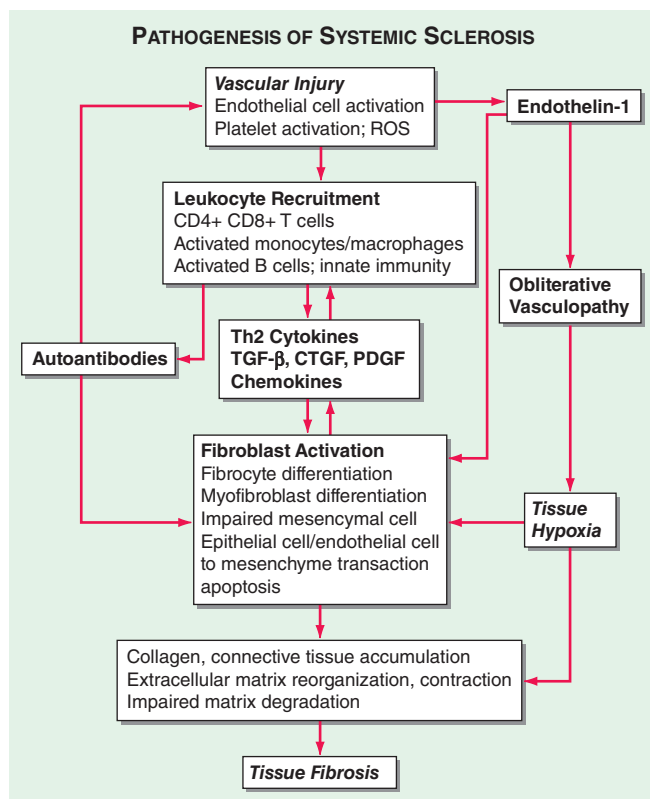 PATHOGENESIS OF SYSTEMIC SCLEROSIS
Vascular Injury
Endothelial cell activation
Platelet activation; ROS
Endothelin-1
Leukocyte Recruitment
CD4+ CD8+ T cells
Activated monocytes/macrophages
Activated B cells; innate immunity
Obliterative
Vasculopathy
Autoantibodies
Th2 Cytokines
TGF-β, CTGF, PDGF
Chemokines
Fibroblast Activation
Fibrocyte differentiation
Myofibroblast differentiation
Impaired mesencymal cell
Epithelial cell/endothelial cell
to mesenchyme transaction
apoptosis
Tissue
Hypoxia
Collagen, connective tissue accumulation
Extracellular matrix reorganization, contraction
Impaired matrix degradation
Tissue Fibrosis